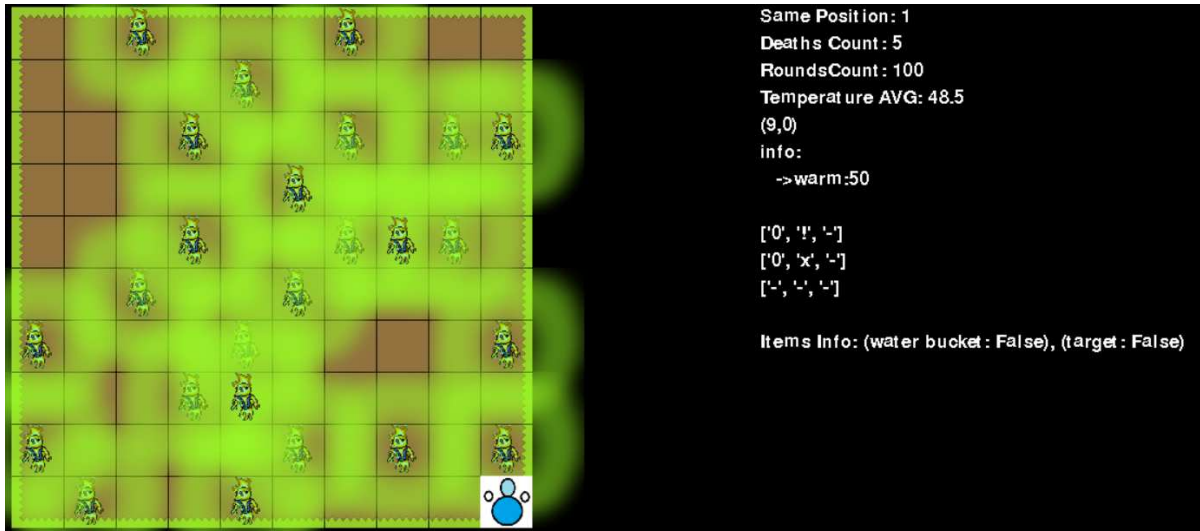 Same Position: 1
Deaths Count: 5
RoundsCount: 100
Temperature AVG: 48.5
(9,0)
info:
->warm:50
['0', '!', '-']
['0', 'x', '-']
['-', '-', '-']
Items Info: (water bucket: False), (target: False)